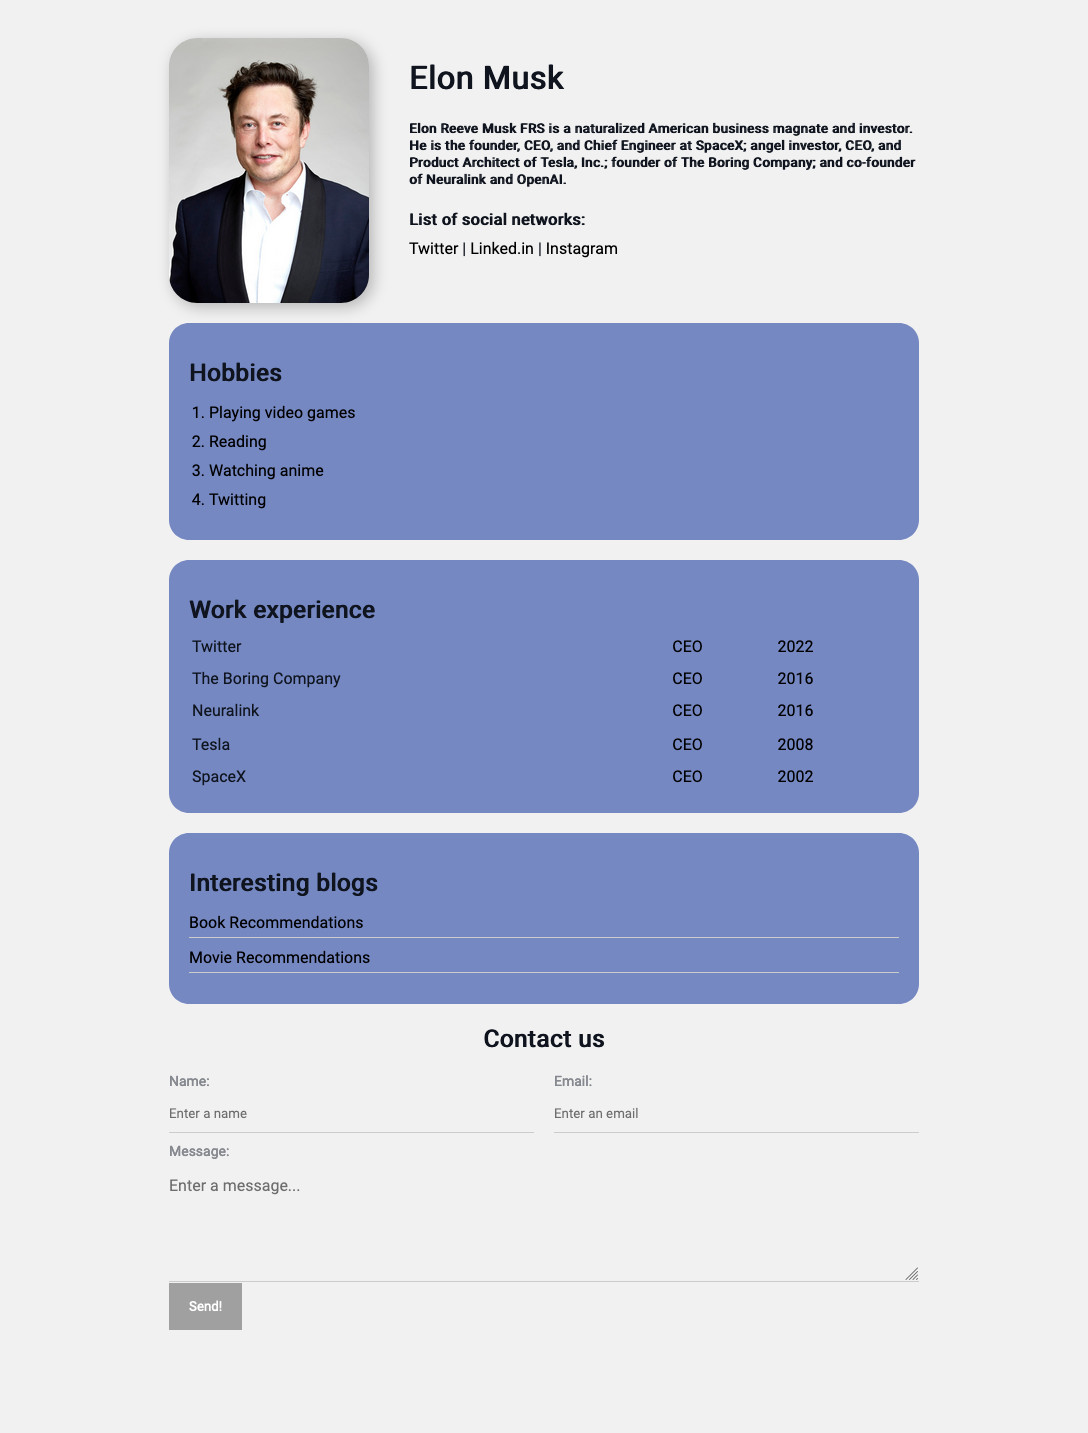 Elon Musk
Elon Reeve Musk FRS is a naturalized American business magnate and investor.
He is the founder, CEO, and Chief Engineer at SpaceX; angel investor, CEO, and
Product Architect of Tesla, Inc.; founder of The Boring Company; and co-founder
of Neuralink and OpenAI.
List of social networks:
Twitter | Linked.in | Instagram
Hobbies
1. Playing video games
2. Reading
3. Watching anime
4. Twitting
Work experience
Twitter CEO 2022
The Boring Company CEO 2016
Neuralink CEO 2016
Tesla CEO 2008
SpaceX CEO 2002
Interesting blogs
Book Recommendations
Movie Recommendations
Contact us
Name: Email:
Enter a name Enter an email
Message:
Enter a message...
Send!